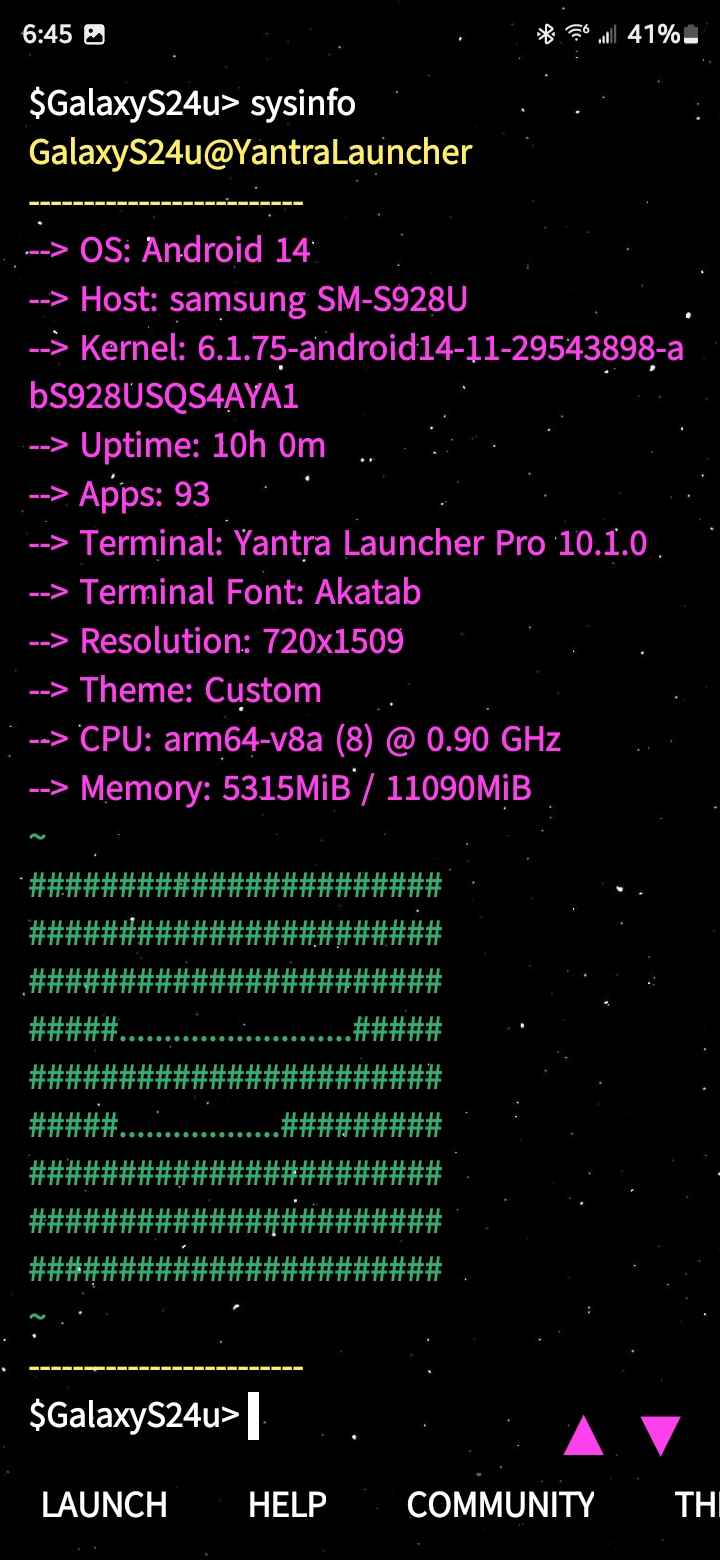 6:45 41%
$GalaxyS24u> sysinfo
GalaxyS24u@YantraLauncher
-------------------------
--> OS: Android 14
--> Host: samsung SM-S928U
--> Kernel: 6.1.75-android14-11-29543898-a
bS928USQS4AYA1
--> Uptime: 10h 0m
--> Apps: 93
--> Terminal: Yantra Launcher Pro 10.1.0
--> Terminal Font: Akatab
--> Resolution: 720x1509
--> Theme: Custom
--> CPU: arm64-v8a (8) @ 0.90 GHz
--> Memory: 5315MiB / 11090MiB
~
#######################
#######################
#######################
#####..........................#####
#######################
#####..................#########
#######################
#######################
#######################
~
-------------------------
$GalaxyS24u>
LAUNCH HELP COMMUNITY